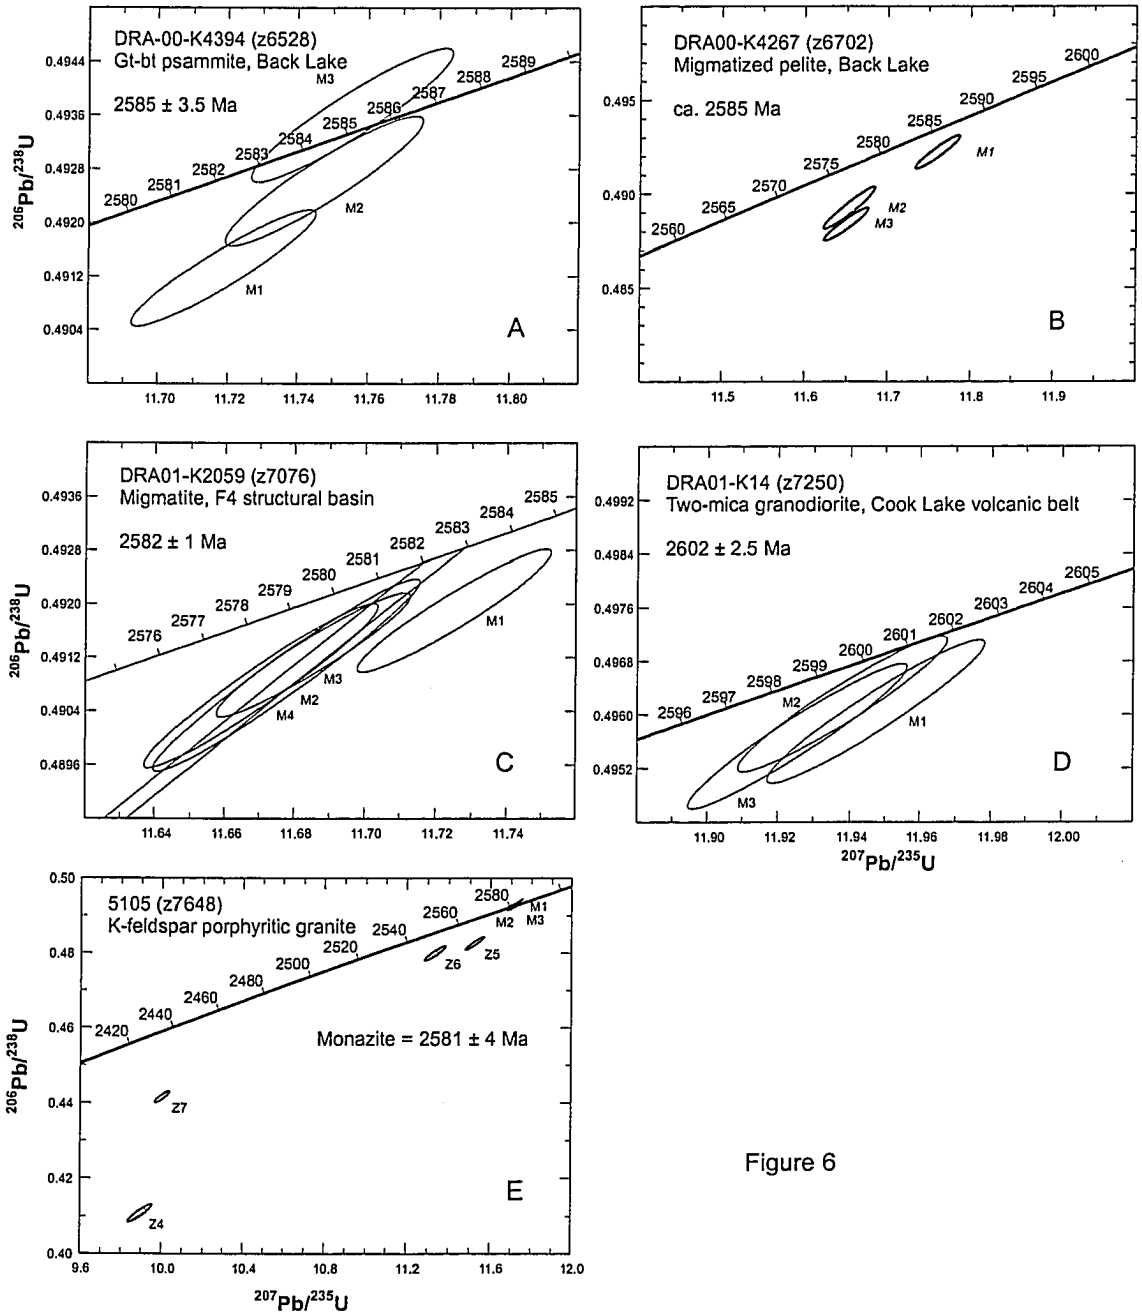 DRA-00-K4394 (z6528)
Gt-bt psammite, Back Lake
M3
2585 ± 3.5 Ma
2580
2581
2582
2583
2584
2585
2586
2587
2588
2589
M2
M1
A
0.4944
0.4936
0.4928
0.4920
0.4912
0.4904
206Pb/238U
11.70
11.72
11.74
11.76
11.78
11.80
DRA00-K4267 (z6702)
Migmatized pelite, Back Lake
ca. 2585 Ma
2560
2565
2570
2575
2580
2585
2590
2595
2600
M1
M2
M3
B
0.495
0.490
0.485
11.5
11.6
11.7
11.8
11.9
DRA01-K2059 (z7076)
Migmatite, F4 structural basin
2582 ± 1 Ma
2576
2577
2578
2579
2580
2581
2582
2583
2584
2585
M1
M3
M2
M4
C
0.4936
0.4928
0.4920
0.4912
0.4904
0.4896
206Pb/238U
11.64
11.66
11.68
11.70
11.72
11.74
DRA01-K14 (z7250)
Two-mica granodiorite, Cook Lake volcanic belt
2602 ± 2.5 Ma
2596
2597
2598
2599
2600
2601
2602
2603
2604
2605
M2
M1
M3
D
0.4992
0.4984
0.4976
0.4968
0.4960
0.4952
11.90
11.92
11.94
11.96
11.98
12.00
207Pb/235U
5105 (z7648)
K-feldspar porphyritic granite
2420
2440
2460
2480
2500
2520
2540
2560
2580
M1
M2
M3
Z5
Z6
Monazite = 2581 ± 4 Ma
Z7
Z4
E
0.50
0.48
0.46
0.44
0.42
0.40
206Pb/238U
9.6
10.0
10.4
10.8
11.2
11.6
12.0
207Pb/235U
Figure 6